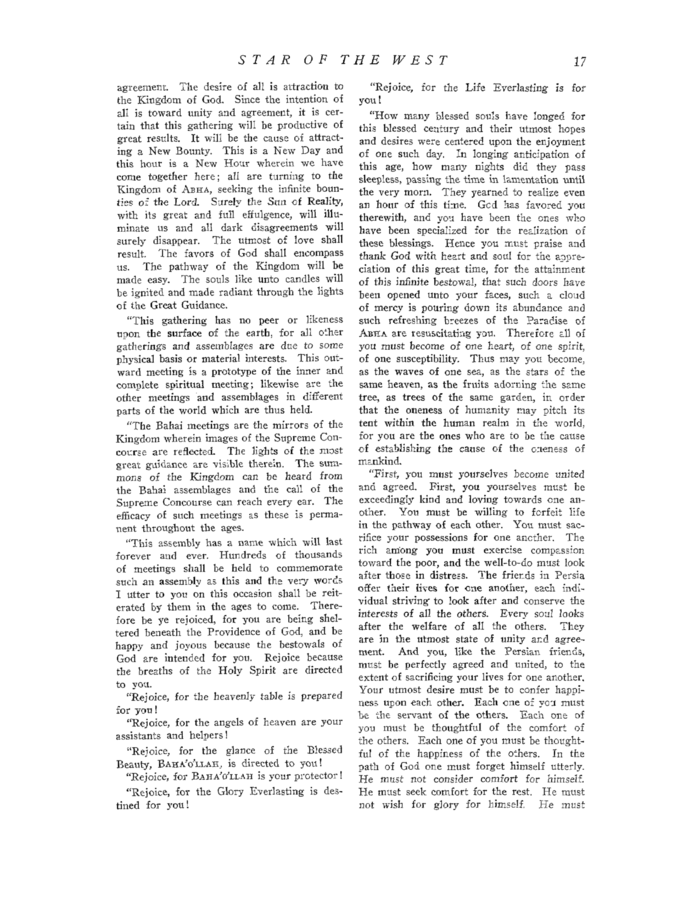 STAR OF THE WEST 17
agreement. The desire of all is attraction to
the Kingdom of God. Since the intention of
all is toward unity and agreement, it is cer-
tain that this gathering will be productive of
great results. It will be the cause of attract-
ing a New Bounty. This is a New Day and
this hour is a New Hour wherein we have
come together here; all are turning to the
Kingdom of ABHA, seeking the infinite boun-
ties of the Lord. Surely the Sun of Reality,
with its great and full effulgence, will illu-
minate us and all dark disagreements will
surely disappear. The utmost of love shall
result. The favors of God shall encompass
us. The pathway of the Kingdom will be
made easy. The souls like unto candles will
be ignited and made radiant through the lights
of the Great Guidance.
"This gathering has no peer or likeness
upon the surface of the earth, for all other
gatherings and assemblages are due to some
physical basis or material interests. This out-
ward meeting is a prototype of the inner and
complete spiritual meeting; likewise are the
other meetings and assemblages in different
parts of the world which are thus held.
"The Bahai meetings are the mirrors of the
Kingdom wherein images of the Supreme Con-
course are reflected. The lights of the most
great guidance are visible therein. The sum-
mons of the Kingdom can be heard from
the Bahai assemblages and the call of the
Supreme Concourse can reach every ear. The
efficacy of such meetings as these is perma-
nent throughout the ages.
"This assembly has a name which will last
forever and ever. Hundreds of thousands
of meetings shall be held to commemorate
such an assembly as this and the very words
I utter to you on this occasion shall be reit-
erated by them in the ages to come. There-
fore be ye rejoiced, for you are being shel-
tered beneath the Providence of God, and be
happy and joyous because the bestowals of
God are intended for you. Rejoice because
the breaths of the Holy Spirit are directed
to you.
"Rejoice, for the heavenly table is prepared
for you!
"Rejoice, for the angels of heaven are your
assistants and helpers!
"Rejoice, for the glance of the Blessed
Beauty, BAHA'O'LLAH, is directed to you!
"Rejoice, for BAHA'O'LLAH is your protector!
"Rejoice, for the Glory Everlasting is des-
tined for you!
"Rejoice, for the Life Everlasting is for
you!
"How many blessed souls have longed for
this blessed century and their utmost hopes
and desires were centered upon the enjoyment
of one such day. In longing anticipation of
this age, how many nights did they pass
sleepless, passing the time in lamentation until
the very morn. They yearned to realize even
an hour of this time. God has favored you
therewith, and you have been the ones who
have been specialized for the realization of
these blessings. Hence you must praise and
thank God with heart and soul for the appre-
ciation of this great time, for the attainment
of this infinite bestowal, that such doors have
been opened unto your faces, such a cloud
of mercy is pouring down its abundance and
such refreshing breezes of the Paradise of
ABHA are resuscitating you. Therefore all of
you must become of one heart, of one spirit,
of one susceptibility. Thus may you become,
as the waves of one sea, as the stars of the
same heaven, as the fruits adorning the same
tree, as trees of the same garden, in order
that the oneness of humanity may pitch its
tent within the human realm in the world,
for you are the ones who are to be the cause
of establishing the cause of the oneness of
mankind.
"First, you must yourselves become united
and agreed. First, you yourselves must be
exceedingly kind and loving towards one an-
other. You must be willing to forfeit life
in the pathway of each other. You must sac-
rifice your possessions for one another. The
rich among you must exercise compassion
toward the poor, and the well-to-do must look
after those in distress. The friends in Persia
offer their lives for one another, each indi-
vidual striving to look after and conserve the
interests of all the others. Every soul looks
after the welfare of all the others. They
are in the utmost state of unity and agree-
ment. And you, like the Persian friends,
must be perfectly agreed and united, to the
extent of sacrificing your lives for one another.
Your utmost desire must be to confer happi-
ness upon each other. Each one of you must
be the servant of the others. Each one of
you must be thoughtful of the comfort of
the others. Each one of you must be thought-
ful of the happiness of the others. In the
path of God one must forget himself utterly.
He must not consider comfort for himself.
He must seek comfort for the rest. He must
not wish for glory for himself. He must